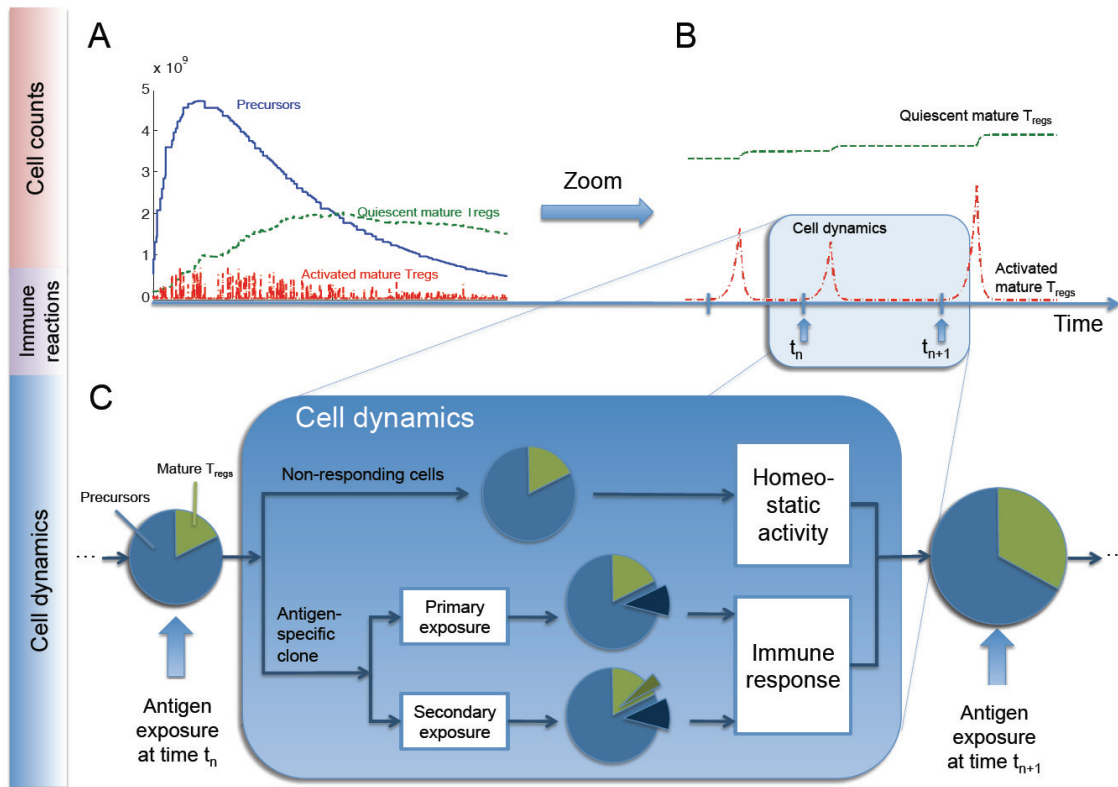 A
B
x 10^9
5
4
3
2
1
0
Precursors
Quiescent mature Tregs
Activated mature Tregs
Zoom
Quiescent mature Tregs
Cell dynamics
Activated
mature Tregs
Time
tn
tn+1
Cell counts
Immune
reactions
Cell dynamics
C
Cell dynamics
Mature Tregs
Precursors
...
Antigen
exposure
at time tn
Non-responding cells
Antigen-
specific
clone
Primary
exposure
Secondary
exposure
Homeo-
static
activity
Immune
response
...
Antigen
exposure
at time tn+1